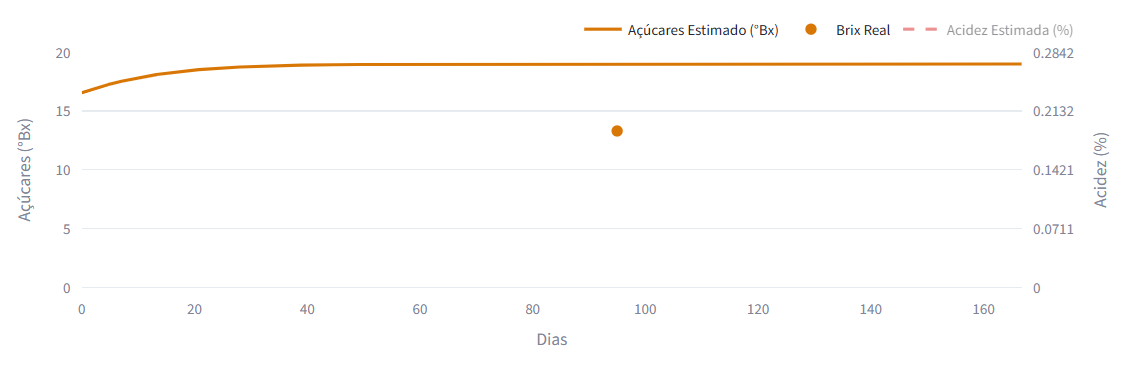 Açúcares Estimado (°Bx) Brix Real Acidez Estimada (%)
20 0.2842
15 0.2132
10 0.1421
5 0.0711
0 0
Açúcares (°Bx)
Acidez (%)
0 20 40 60 80 100 120 140 160
Dias